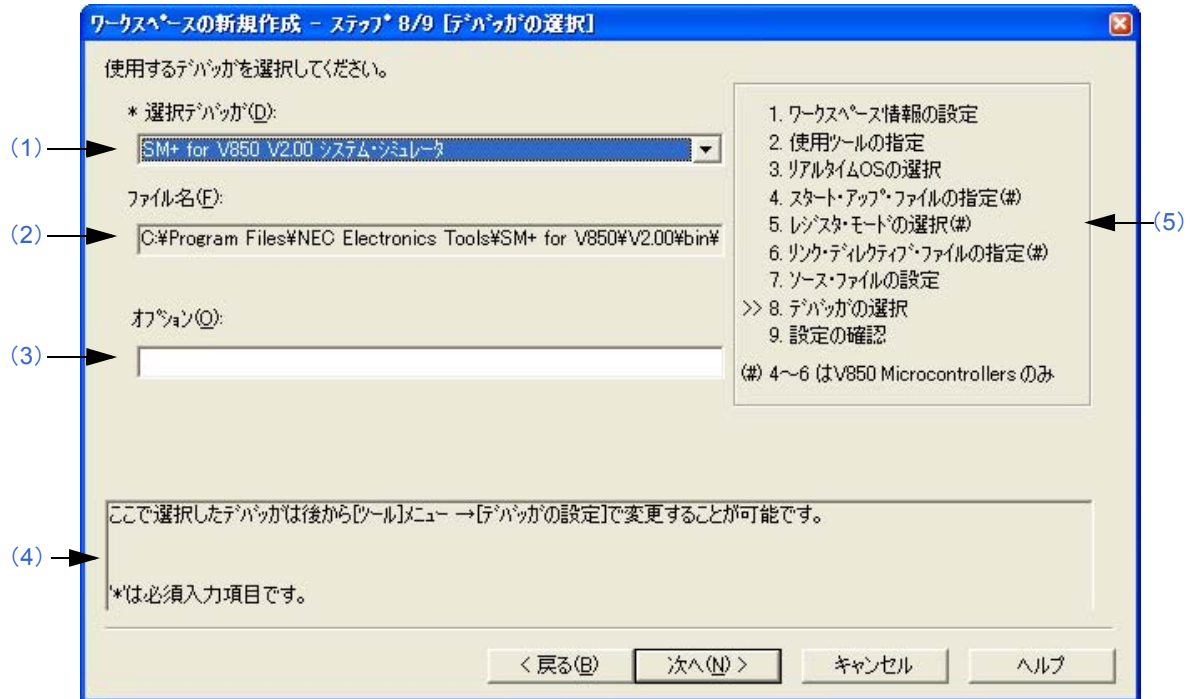 ワークスペースの新規作成 - ステップ 8/9 [デバッガの選択]
使用するデバッガを選択してください。
* 選択デバッガ(D):
(1)
SM+ for V850 V2.00 システム・シミュレータ
ファイル名(F):
(2)
C:¥Program Files¥NEC Electronics Tools¥SM+ for V850¥V2.00¥bin¥
オプション(O):
(3)
1. ワークスペース情報の設定
2. 使用ツールの指定
3. リアルタイムOSの選択
4. スタート・アップ・ファイルの指定(#)
5. レジスタ・モードの選択(#)
6. リンク・ディレクティブ・ファイルの指定(#)
7. ソース・ファイルの設定
>> 8. デバッガの選択
9. 設定の確認
(#) 4~6 はV850 Microcontrollers のみ
(5)
ここで選択したデバッガは後から[ツール]メニュー →[デバッガの設定]で変更することが可能です。
(4)
'*'は必須入力項目です。
< 戻る(B)
次へ(N) >
キャンセル
ヘルプ